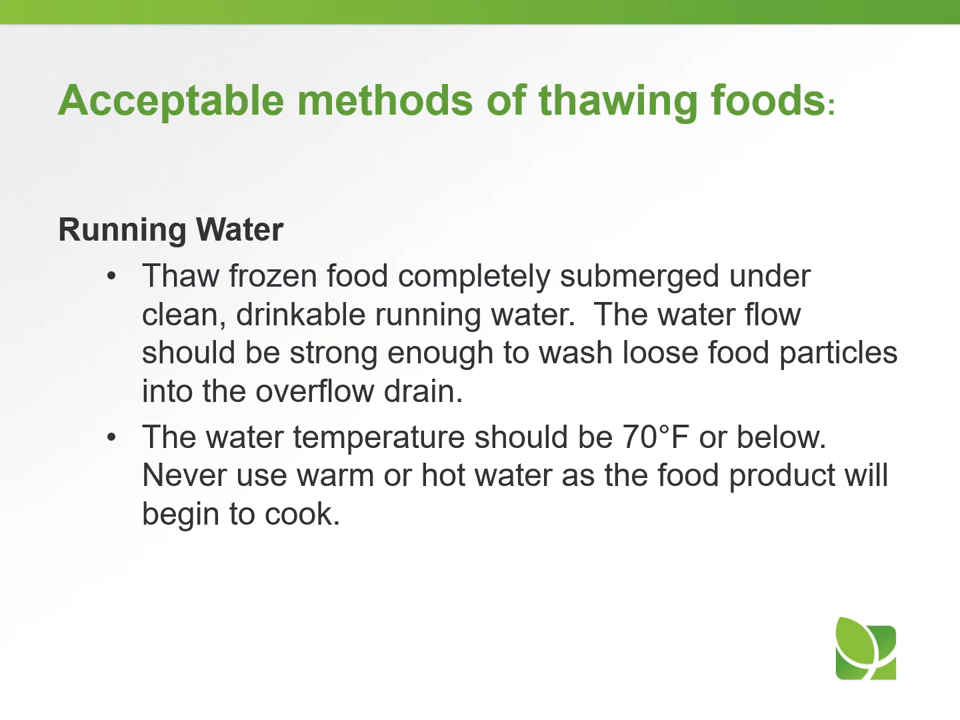 Acceptable methods of thawing foods:
Running Water
• Thaw frozen food completely submerged under
clean, drinkable running water.  The water flow
should be strong enough to wash loose food particles
into the overflow drain.
• The water temperature should be 70°F or below.
Never use warm or hot water as the food product will
begin to cook.